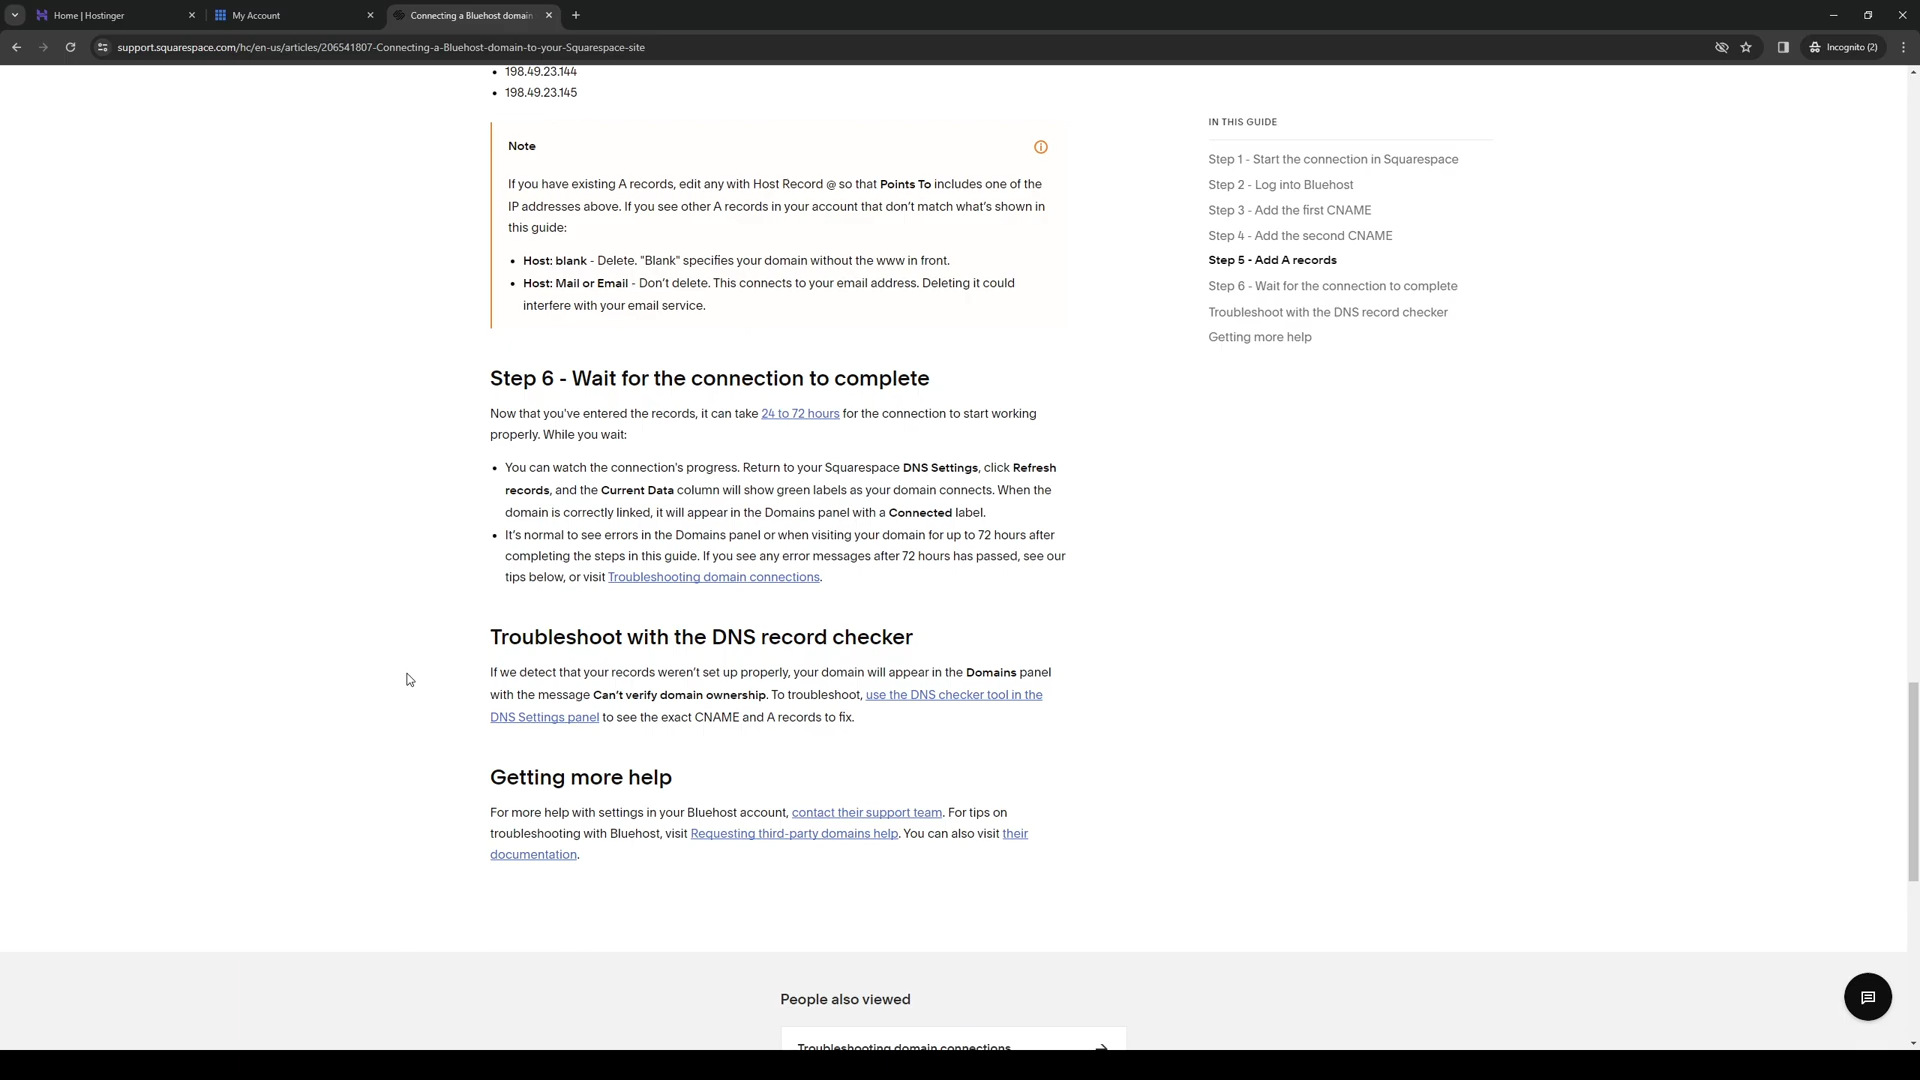 Home | Hostinger
My Account
Connecting a Bluehost domain
support.squarespace.com/hc/en-us/articles/206541807-Connecting-a-Bluehost-domain-to-your-Squarespace-site
Incognito (2)
• 198.49.23.144
• 198.49.23.145
Note
If you have existing A records, edit any with Host Record @ so that Points To includes one of the
IP addresses above. If you see other A records in your account that don’t match what’s shown in
this guide:
• Host: blank - Delete. "Blank" specifies your domain without the www in front.
• Host: Mail or Email - Don’t delete. This connects to your email address. Deleting it could
interfere with your email service.
Step 6 - Wait for the connection to complete
Now that you've entered the records, it can take 24 to 72 hours for the connection to start working
properly. While you wait:
• You can watch the connection's progress. Return to your Squarespace DNS Settings, click Refresh
records, and the Current Data column will show green labels as your domain connects. When the
domain is correctly linked, it will appear in the Domains panel with a Connected label.
• It’s normal to see errors in the Domains panel or when visiting your domain for up to 72 hours after
completing the steps in this guide. If you see any error messages after 72 hours has passed, see our
tips below, or visit Troubleshooting domain connections.
Troubleshoot with the DNS record checker
If we detect that your records weren’t set up properly, your domain will appear in the Domains panel
with the message Can’t verify domain ownership. To troubleshoot, use the DNS checker tool in the
DNS Settings panel to see the exact CNAME and A records to fix.
Getting more help
For more help with settings in your Bluehost account, contact their support team. For tips on
troubleshooting with Bluehost, visit Requesting third-party domains help. You can also visit their
documentation.
IN THIS GUIDE
Step 1 - Start the connection in Squarespace
Step 2 - Log into Bluehost
Step 3 - Add the first CNAME
Step 4 - Add the second CNAME
Step 5 - Add A records
Step 6 - Wait for the connection to complete
Troubleshoot with the DNS record checker
Getting more help
People also viewed
Troubleshooting domain connections